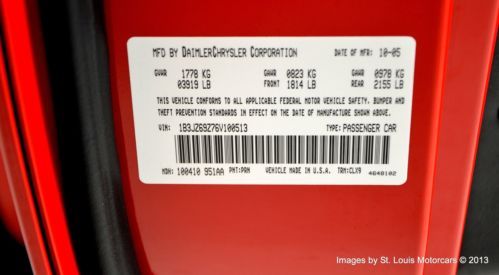 MFD BY DAIMLERCHRYSLER CORPORATION DATE OF MFR 10-05
GVWR 1778 KG GAWR 0823 KG GAWR 0978 KG
03919 LB FRONT 1814 LB REAR 2155 LB
THIS VEHICLE CONFORMS TO ALL APPLICABLE FEDERAL MOTOR VEHICLE SAFETY, BUMPER AND
THEFT PREVENTION STANDARDS IN EFFECT ON THE DATE OF MANUFACTURE SHOWN ABOVE.
VIN: 1B3JZ69Z76V100513 TYPE: PASSENGER CAR
MDH: 100410 951AA PNT: PRM VEHICLE MADE IN U.S.A. TRM: CLX9 4648102
Images by St. Louis Motorcars © 2013